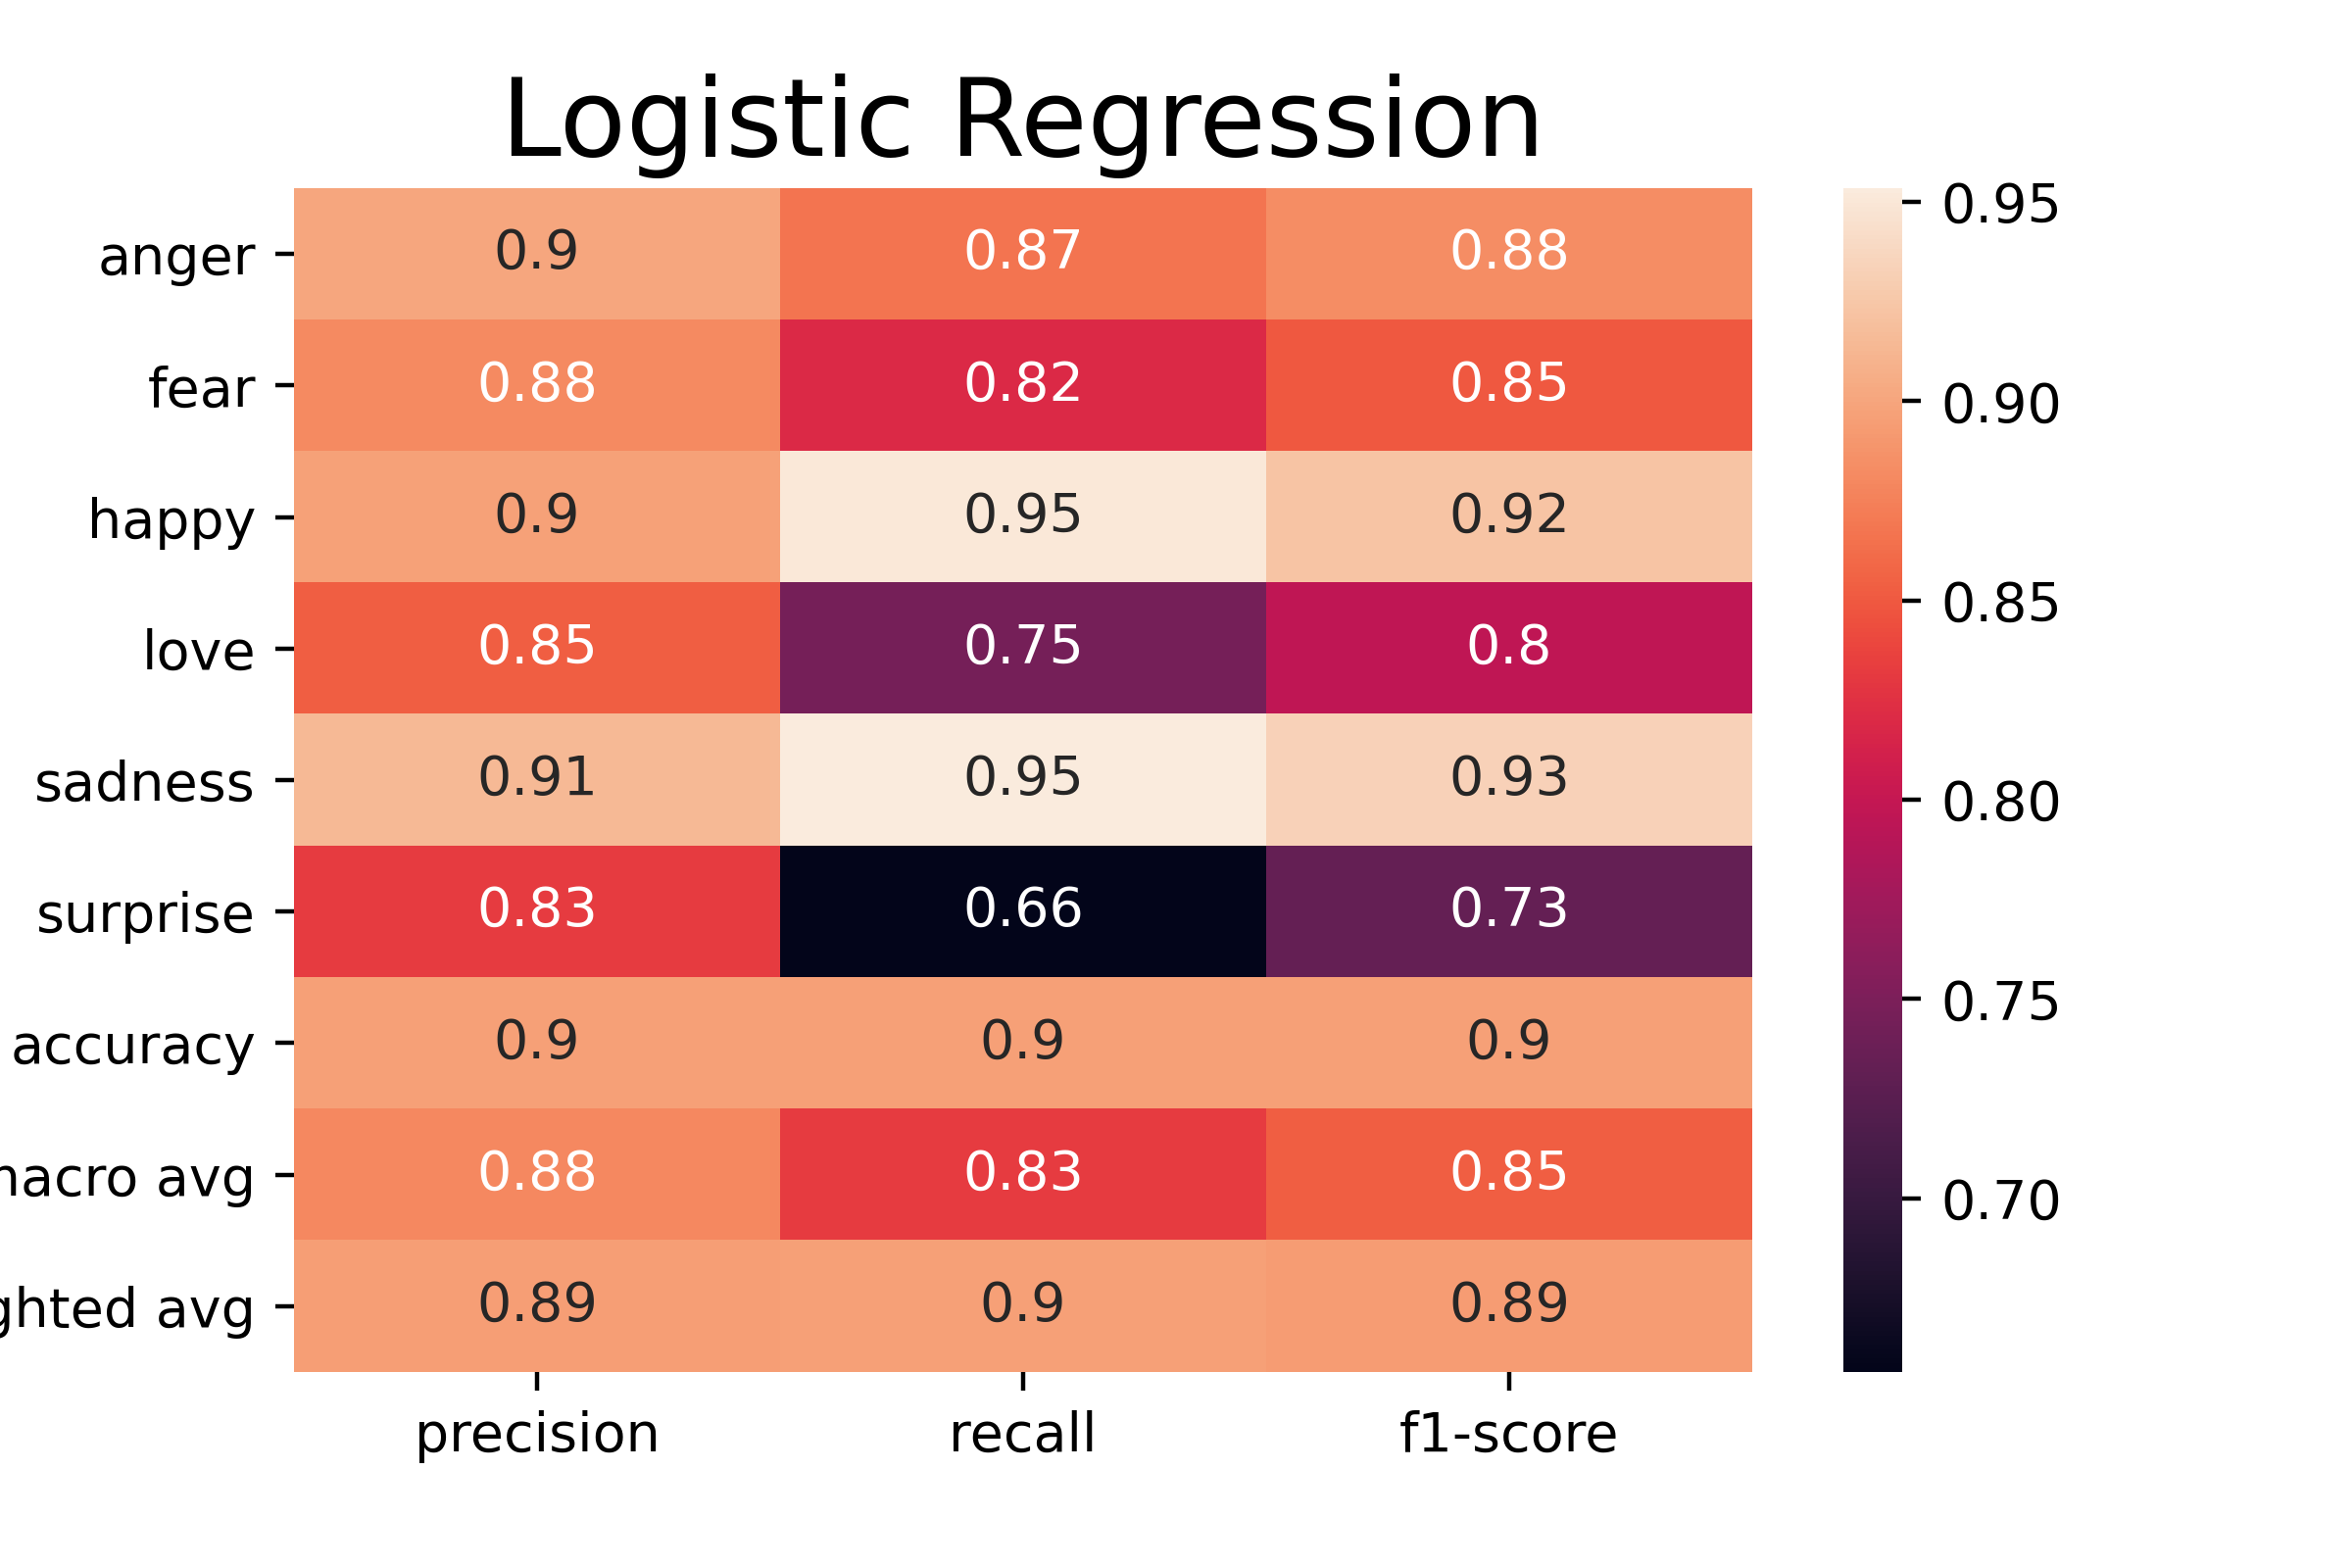 Logistic Regression
anger 0.9 0.87 0.88
fear 0.88 0.82 0.85
happy 0.9 0.95 0.92
love 0.85 0.75 0.8
sadness 0.91 0.95 0.93
surprise 0.83 0.66 0.73
accuracy 0.9 0.9 0.9
avg 0.88 0.83 0.85
avg 0.89 0.9 0.89
precision recall f1-score
0.95
0.90
0.85
0.80
0.75
0.70